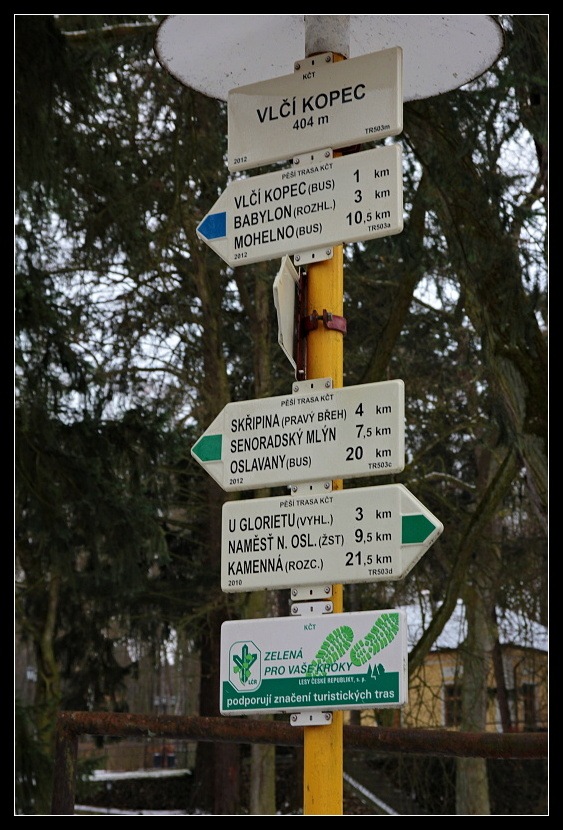 KČT
VLČÍ KOPEC
404 m
2012 TR503m
PĚŠÍ TRASA KČT
VLČÍ KOPEC (BUS) 1 km
BABYLON (ROZHL.) 3 km
MOHELNO (BUS) 10,5 km
2012 TR503a
PĚŠÍ TRASA KČT
SKŘIPINA (PRAVÝ BŘEH) 4 km
SENORADSKÝ MLÝN 7,5 km
OSLAVANY (BUS) 20 km
2012 TR503c
PĚŠÍ TRASA KČT
U GLORIETU (VYHL.) 3 km
NAMĚSŤ N. OSL. (ŽST) 9,5 km
KAMENNÁ (ROZC.) 21,5 km
2010 TR503d
KČT
ZELENÁ
PRO VAŠE KROKY
LČR
LESY ČESKÉ REPUBLIKY, s. p.
podporují značení turistických tras